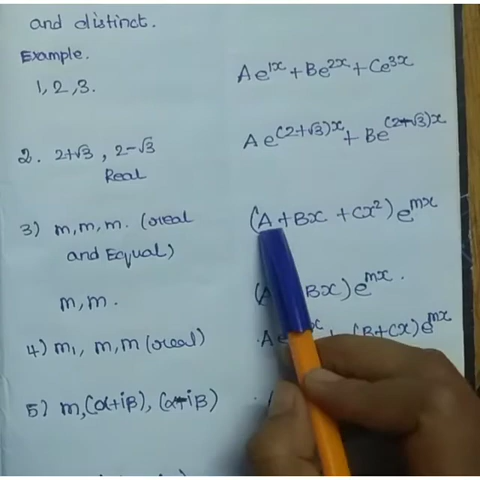 and distinct.
Example.
1, 2, 3. Ae^{1x} + Be^{2x} + Ce^{3x}
2. 2+√3, 2-√3 Ae^{(2+√3)x} + Be^{(2-√3)x}
Real
3) m, m, m. (real (A + Bx + Cx²) e^{mx}
and Equal)
m, m. Bx) e^{mx}.
4) m₁, m, m (real) Ae (B+Cx) e^{mx}
5) m, (α+iβ), (α-iβ)